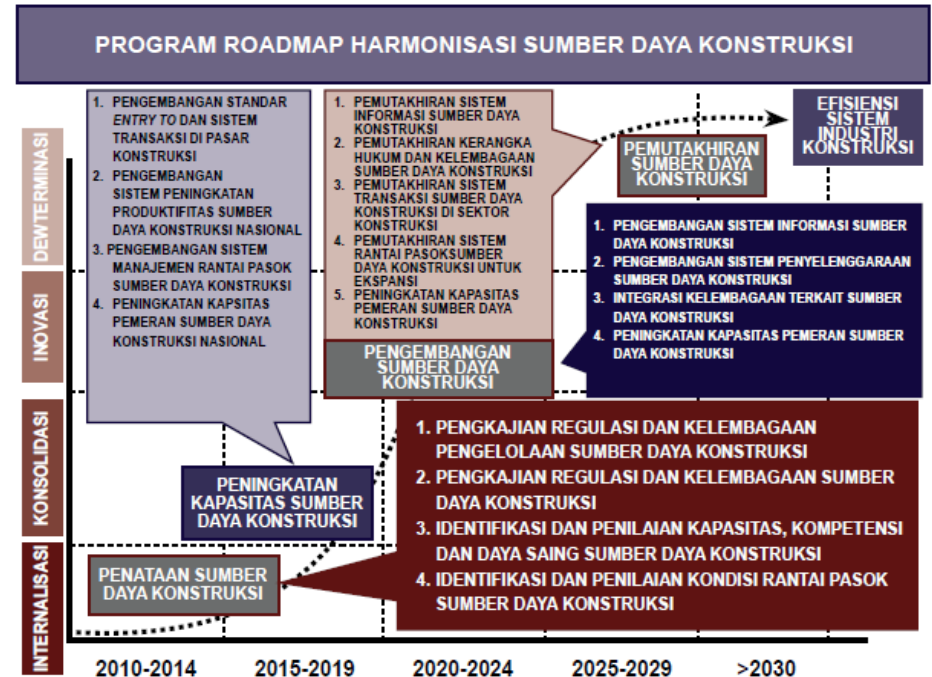 PROGRAM ROADMAP HARMONISASI SUMBER DAYA KONSTRUKSI
1. PENGEMBANGAN STANDAR
ENTRY TO DAN SISTEM
TRANSAKSI DI PASAR
KONSTRUKSI
2. PENGEMBANGAN
SISTEM PENINGKATAN
PRODUKTIFITAS SUMBER
DAYA KONSTRUKSI NASIONAL
3. PENGEMBANGAN SISTEM
MANAJEMEN RANTAI PASOK
SUMBER DAYA KONSTRUKSI
4. PENINGKATAN KAPSITAS
PEMERAN SUMBER DAYA
KONSTRUKSI NASIONAL
1. PEMUTAKHIRAN SISTEM
INFORMASI SUMBER DAYA
KONSTRUKSI
2. PEMUTAKHIRAN KERANGKA
HUKUM DAN KELEMBAGAAN
SUMBER DAYA KONSTRUKSI
3. PEMUTAKHIRAN SISTEM
TRANSAKSI SUMBER DAYA
KONSTRUKSI DI SEKTOR
KONSTRUKSI
4. PEMUTAKHIRAN SISTEM
RANTAI PASOKSUMBER
DAYA KONSTRUKSI UNTUK
EKSPANSI
5. PENINGKATAN KAPASITAS
PEMERAN SUMBER DAYA
KONSTRUKSI
EFISIENSI
SISTEM
INDUSTRI
KONSTRUKSI
PEMUTAKHIRAN
SUMBER DAYA
KONSTRUKSI
1. PENGEMBANGAN SISTEM INFORMASI SUMBER
DAYA KONSTRUKSI
2. PENGEMBANGAN SISTEM PENYELENGGARAAN
SUMBER DAYA KONSTRUKSI
3. INTEGRASI KELEMBAGAAN TERKAIT SUMBER
DAYA KONSTRUKSI
4. PENINGKATAN KAPASITAS PEMERAN SUMBER
DAYA KONSTRUKSI
PENGEMBANGAN
SUMBER DAYA
KONSTRUKSI
1. PENGKAJIAN REGULASI DAN KELEMBAGAAN
PENGELOLAAN SUMBER DAYA KONSTRUKSI
2. PENGKAJIAN REGULASI DAN KELEMBAGAAN SUMBER
DAYA KONSTRUKSI
3. IDENTIFIKASI DAN PENILAIAN KAPASITAS, KOMPETENSI
DAN DAYA SAING SUMBER DAYA KONSTRUKSI
4. IDENTIFIKASI DAN PENILAIAN KONDISI RANTAI PASOK
SUMBER DAYA KONSTRUKSI
PENINGKATAN
KAPASITAS SUMBER
DAYA KONSTRUKSI
PENATAAN SUMBER
DAYA KONSTRUKSI
DEWTERMINASI
INOVASI
KONSOLIDASI
INTERNALISASI
2010-2014
2015-2019
2020-2024
2025-2029
>2030